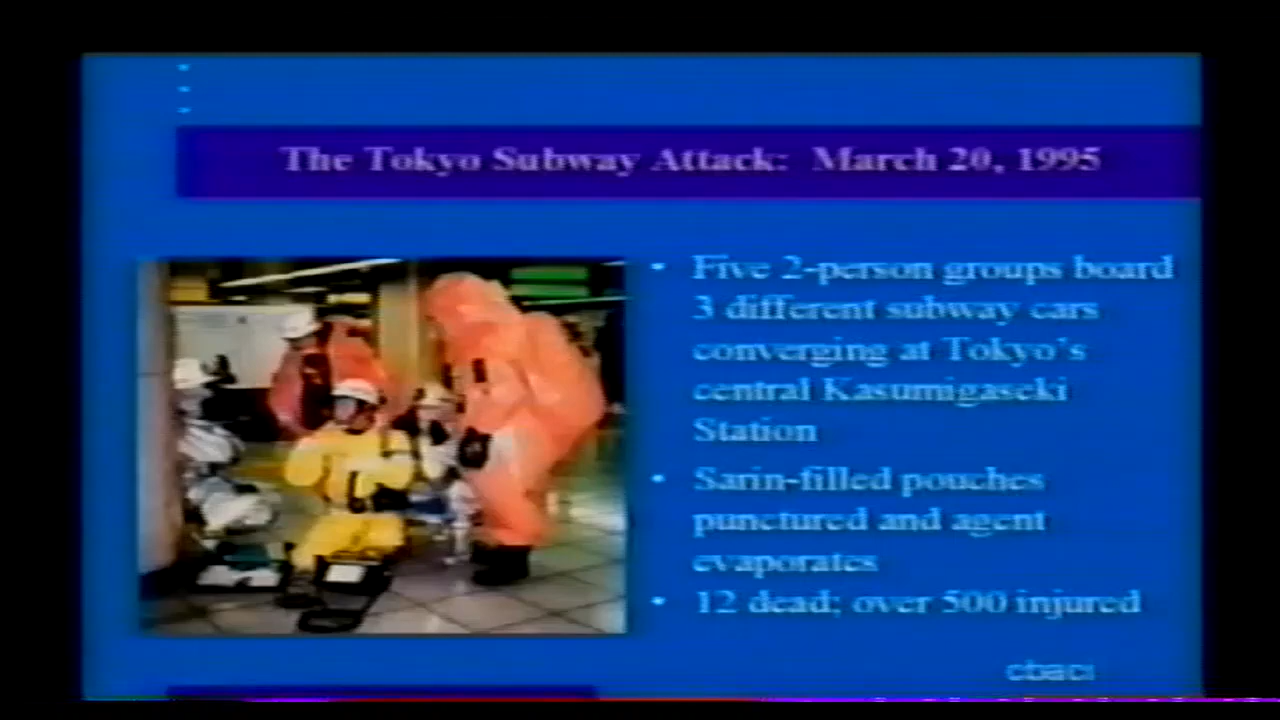 The Tokyo Subway Attack: March 20, 1995
• Five 2-person groups board
3 different subway cars
converging at Tokyo's
central Kasumigaseki
Station
• Sarin-filled pouches
punctured and agent
evaporates
• 12 dead; over 500 injured
cbaci